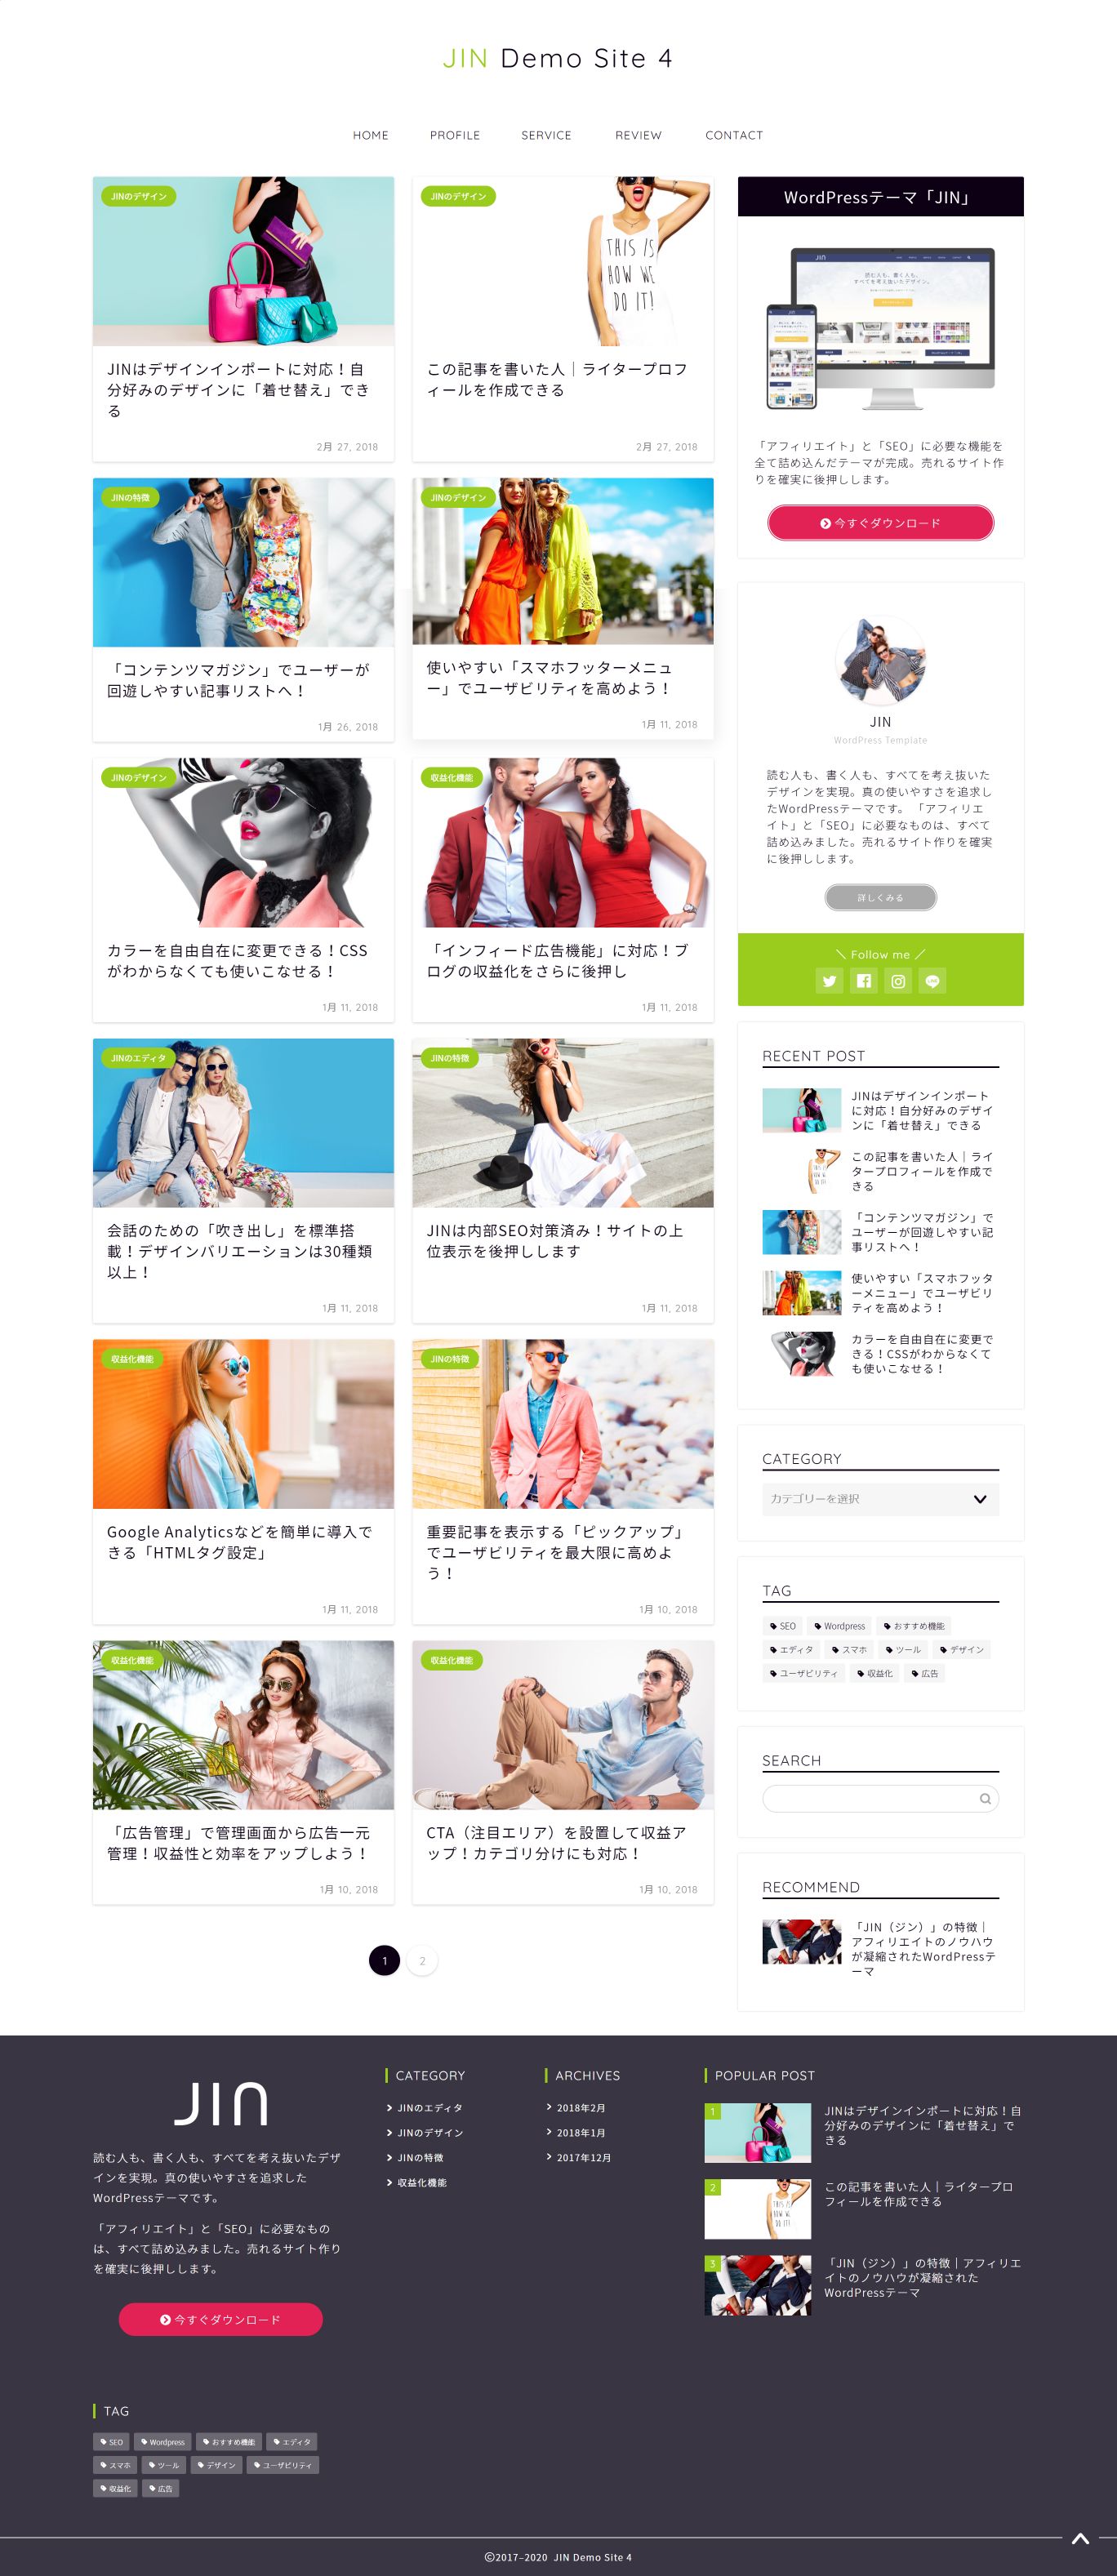 JIN Demo Site 4
HOME
PROFILE
SERVICE
REVIEW
CONTACT
JINのデザイン
JINはデザインインポートに対応！自
分好みのデザインに「着せ替え」でき
る
2月 27, 2018
JINのデザイン
THIS IS
HOW WE
DO IT!
この記事を書いた人｜ライタープロフ
ィールを作成できる
2月 27, 2018
JINの特徴
「コンテンツマガジン」でユーザーが
回遊しやすい記事リストへ！
1月 26, 2018
JINのデザイン
使いやすい「スマホフッターメニュ
ー」でユーザビリティを高めよう！
1月 11, 2018
JINのデザイン
カラーを自由自在に変更できる！CSS
がわからなくても使いこなせる！
1月 11, 2018
収益化機能
「インフィード広告機能」に対応！ブ
ログの収益化をさらに後押し
1月 11, 2018
JINのエディタ
会話のための「吹き出し」を標準搭
載！デザインバリエーションは30種類
以上！
1月 11, 2018
JINの特徴
JINは内部SEO対策済み！サイトの上
位表示を後押しします
1月 11, 2018
収益化機能
Google Analyticsなどを簡単に導入で
きる「HTMLタグ設定」
1月 11, 2018
JINの特徴
重要記事を表示する「ピックアップ」
でユーザビリティを最大限に高めよ
う！
1月 10, 2018
収益化機能
「広告管理」で管理画面から広告一元
管理！収益性と効率をアップしよう！
1月 10, 2018
収益化機能
CTA（注目エリア）を設置して収益ア
ップ！カテゴリ分けにも対応！
1月 10, 2018
1
2
WordPressテーマ「JIN」
JIN
読む人も、書く人も、
すべてを考え抜いたデザイン。
「アフィリエイト」と「SEO」に必要な機能を
全て詰め込んだテーマが完成。売れるサイト作
りを確実に後押しします。
今すぐダウンロード
JIN
WordPress Template
読む人も、書く人も、すべてを考え抜いた
デザインを実現。真の使いやすさを追求し
たWordPressテーマです。 「アフィリエ
イト」と「SEO」に必要なものは、すべて
詰め込みました。売れるサイト作りを確実
に後押しします。
詳しくみる
＼ Follow me ／
RECENT POST
JINはデザインインポート
に対応！自分好みのデザイ
ンに「着せ替え」できる
この記事を書いた人｜ライ
タープロフィールを作成で
きる
「コンテンツマガジン」で
ユーザーが回遊しやすい記
事リストへ！
使いやすい「スマホフッタ
ーメニュー」でユーザビリ
ティを高めよう！
カラーを自由自在に変更で
きる！CSSがわからなくて
も使いこなせる！
CATEGORY
カテゴリーを選択
TAG
SEO
Wordpress
おすすめ機能
エディタ
スマホ
ツール
デザイン
ユーザビリティ
収益化
広告
SEARCH
RECOMMEND
「JIN（ジン）」の特徴｜
アフィリエイトのノウハウ
が凝縮されたWordPressテ
ーマ
JIN
読む人も、書く人も、すべてを考え抜いたデザ
インを実現。真の使いやすさを追求した
WordPressテーマです。
「アフィリエイト」と「SEO」に必要なもの
は、すべて詰め込みました。売れるサイト作り
を確実に後押しします。
今すぐダウンロード
CATEGORY
JINのエディタ
JINのデザイン
JINの特徴
収益化機能
ARCHIVES
2018年2月
2018年1月
2017年12月
POPULAR POST
1
JINはデザインインポートに対応！自
分好みのデザインに「着せ替え」で
きる
2
この記事を書いた人｜ライタープロ
フィールを作成できる
3
「JIN（ジン）」の特徴｜アフィリエ
イトのノウハウが凝縮された
WordPressテーマ
TAG
SEO
Wordpress
おすすめ機能
エディタ
スマホ
ツール
デザイン
ユーザビリティ
収益化
広告
©2017–2020 JIN Demo Site 4